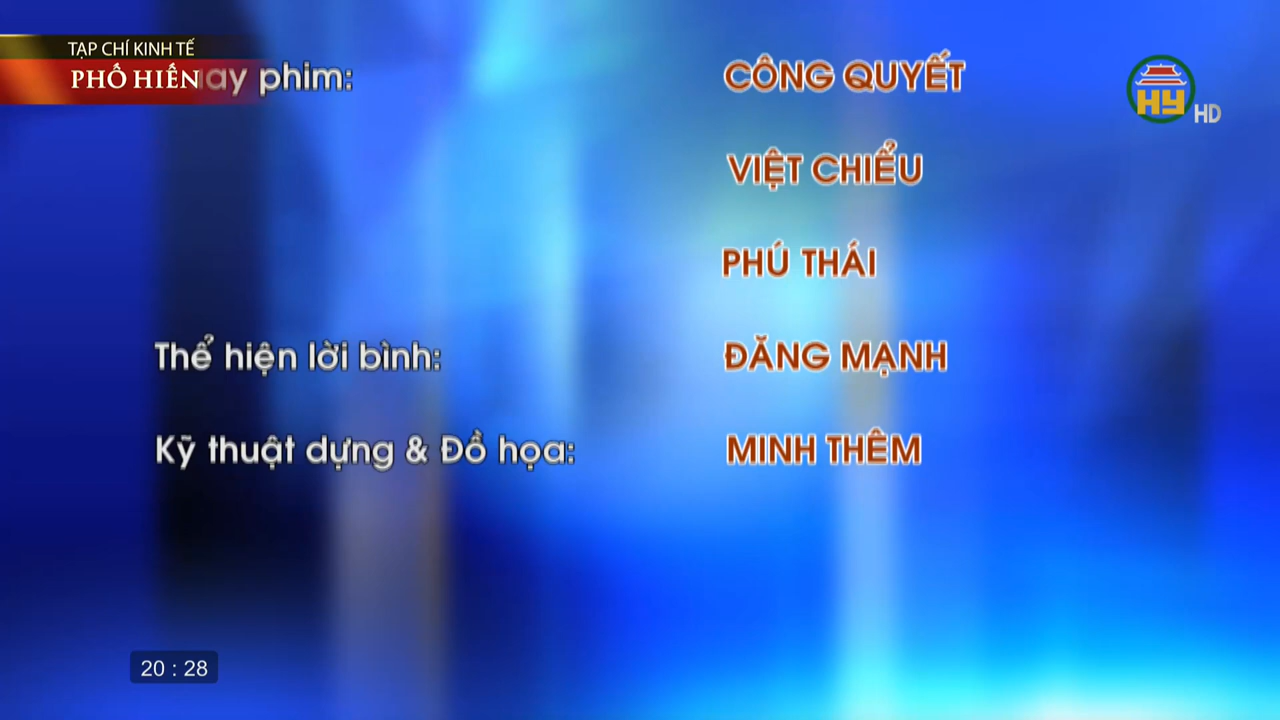 TẠP CHÍ KINH TẾ
PHỐ HIẾN
phim:
CÔNG QUYẾT
HY
HD
VIỆT CHIỂU
PHÚ THÁI
Thể hiện lời bình:
ĐĂNG MẠNH
Kỹ thuật dựng & Đồ họa:
MINH THÊM
20 : 28